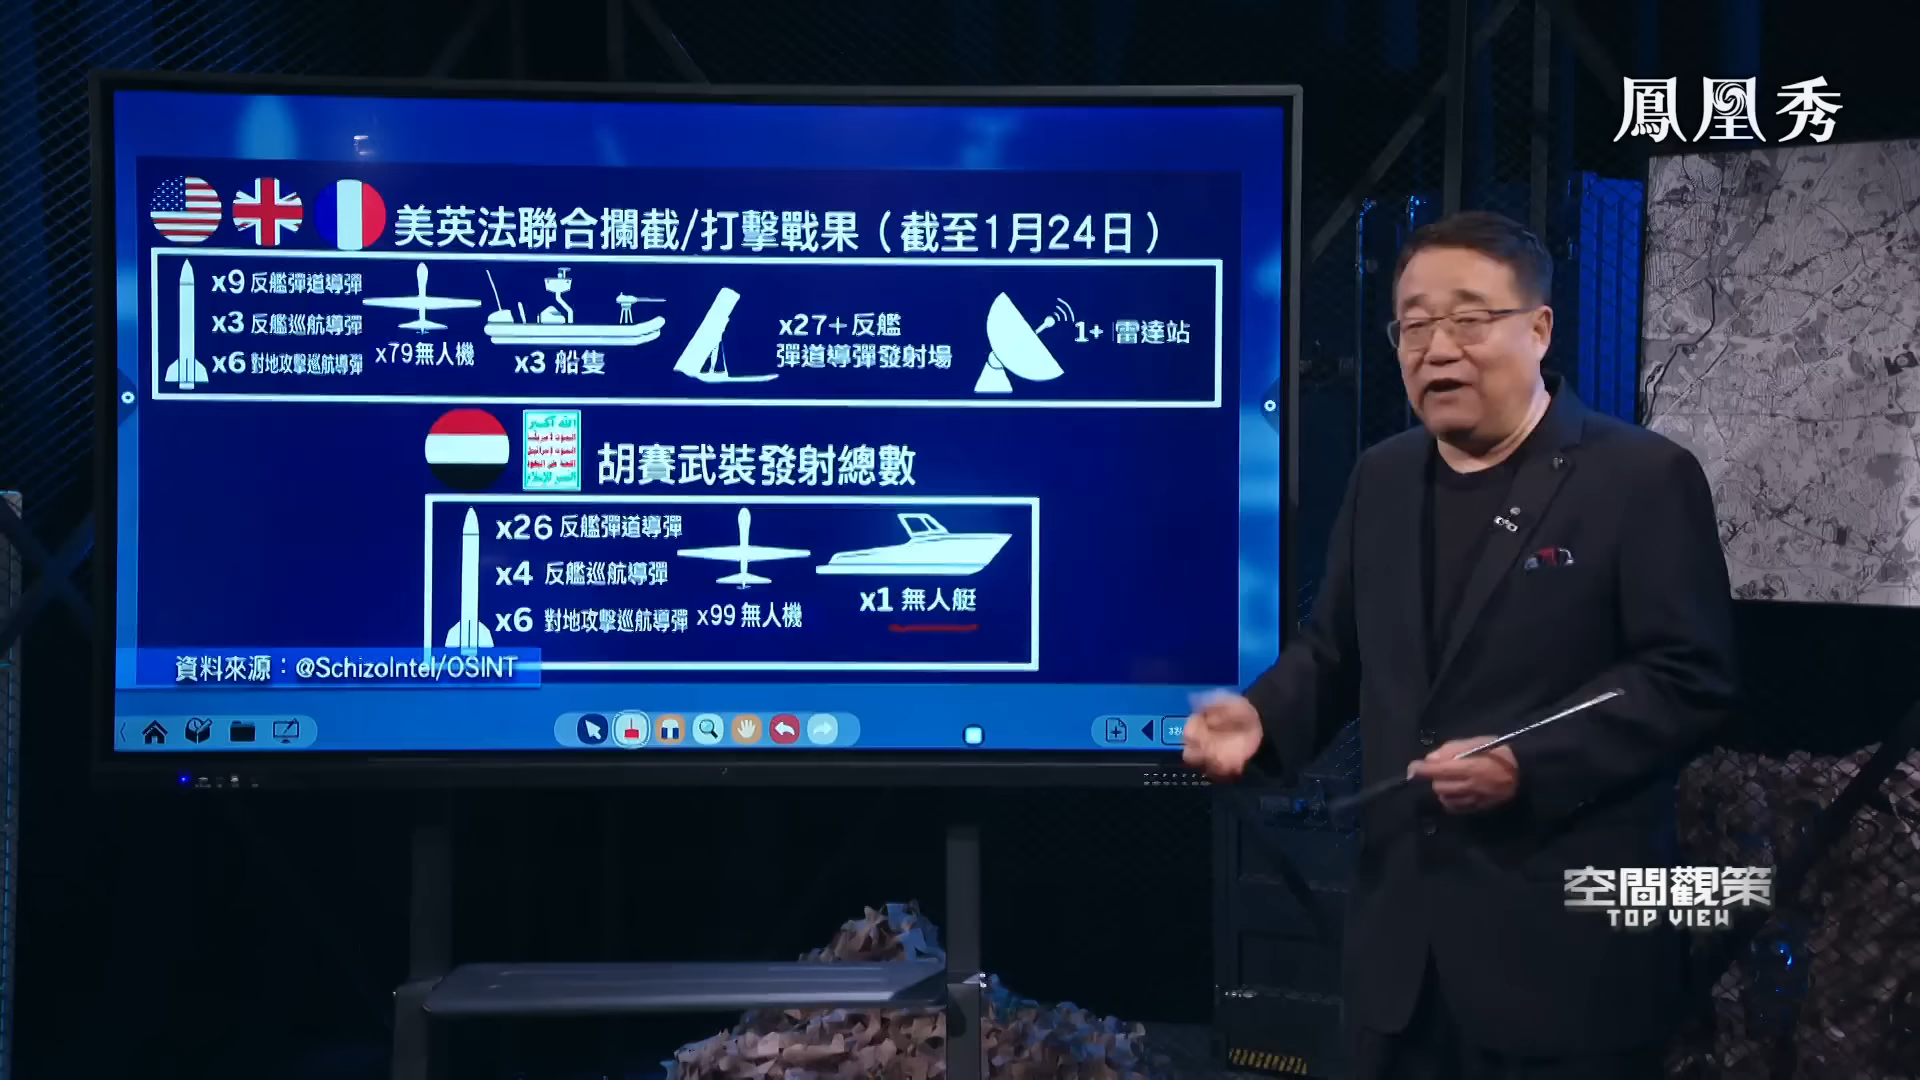 鳳凰秀
美英法聯合攔截/打擊戰果（截至1月24日）
x9 反艦彈道導彈
x3 反艦巡航導彈
x6 對地攻擊巡航導彈
x79無人機
x3 船隻
x27+反艦
彈道導彈發射場
1+ 雷達站
胡賽武裝發射總數
x26 反艦彈道導彈
x4 反艦巡航導彈
x6 對地攻擊巡航導彈
x99 無人機
x1 無人艇
資料來源：@SchizoIntel/OSINT
空間觀策
TOP VIEW